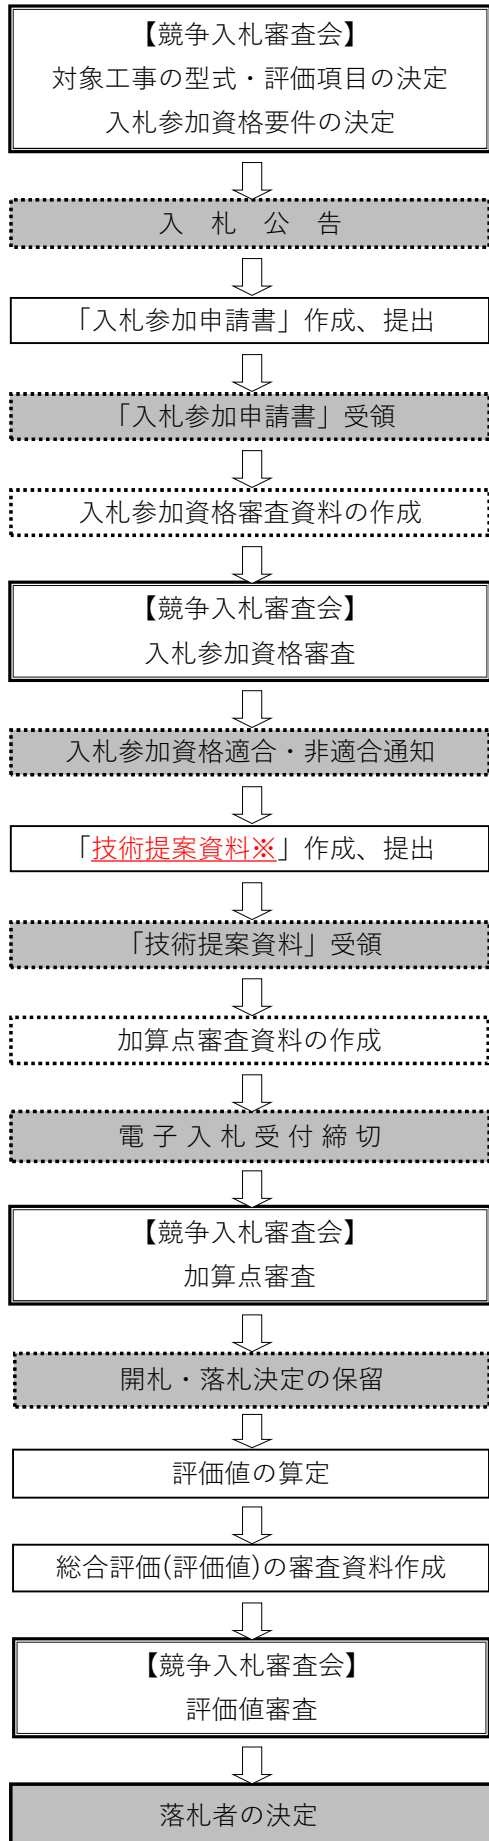 【競争入札審査会】
対象工事の型式・評価項目の決定
入札参加資格要件の決定
入　札　公　告
「入札参加申請書」作成、提出
「入札参加申請書」受領
入札参加資格審査資料の作成
【競争入札審査会】
入札参加資格審査
入札参加資格適合・非適合通知
「技術提案資料※」作成、提出
「技術提案資料」受領
加算点審査資料の作成
電 子 入 札 受 付 締 切
【競争入札審査会】
加算点審査
開札・落札決定の保留
評価値の算定
総合評価(評価値)の審査資料作成
【競争入札審査会】
評価値審査
落札者の決定